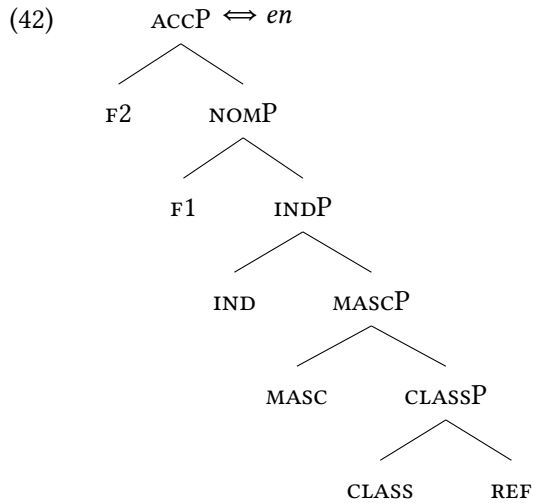 (42) ACCP ⇔ en
F2 NOMP
F1 INDP
IND MASCP
MASC CLASSP
CLASS REF